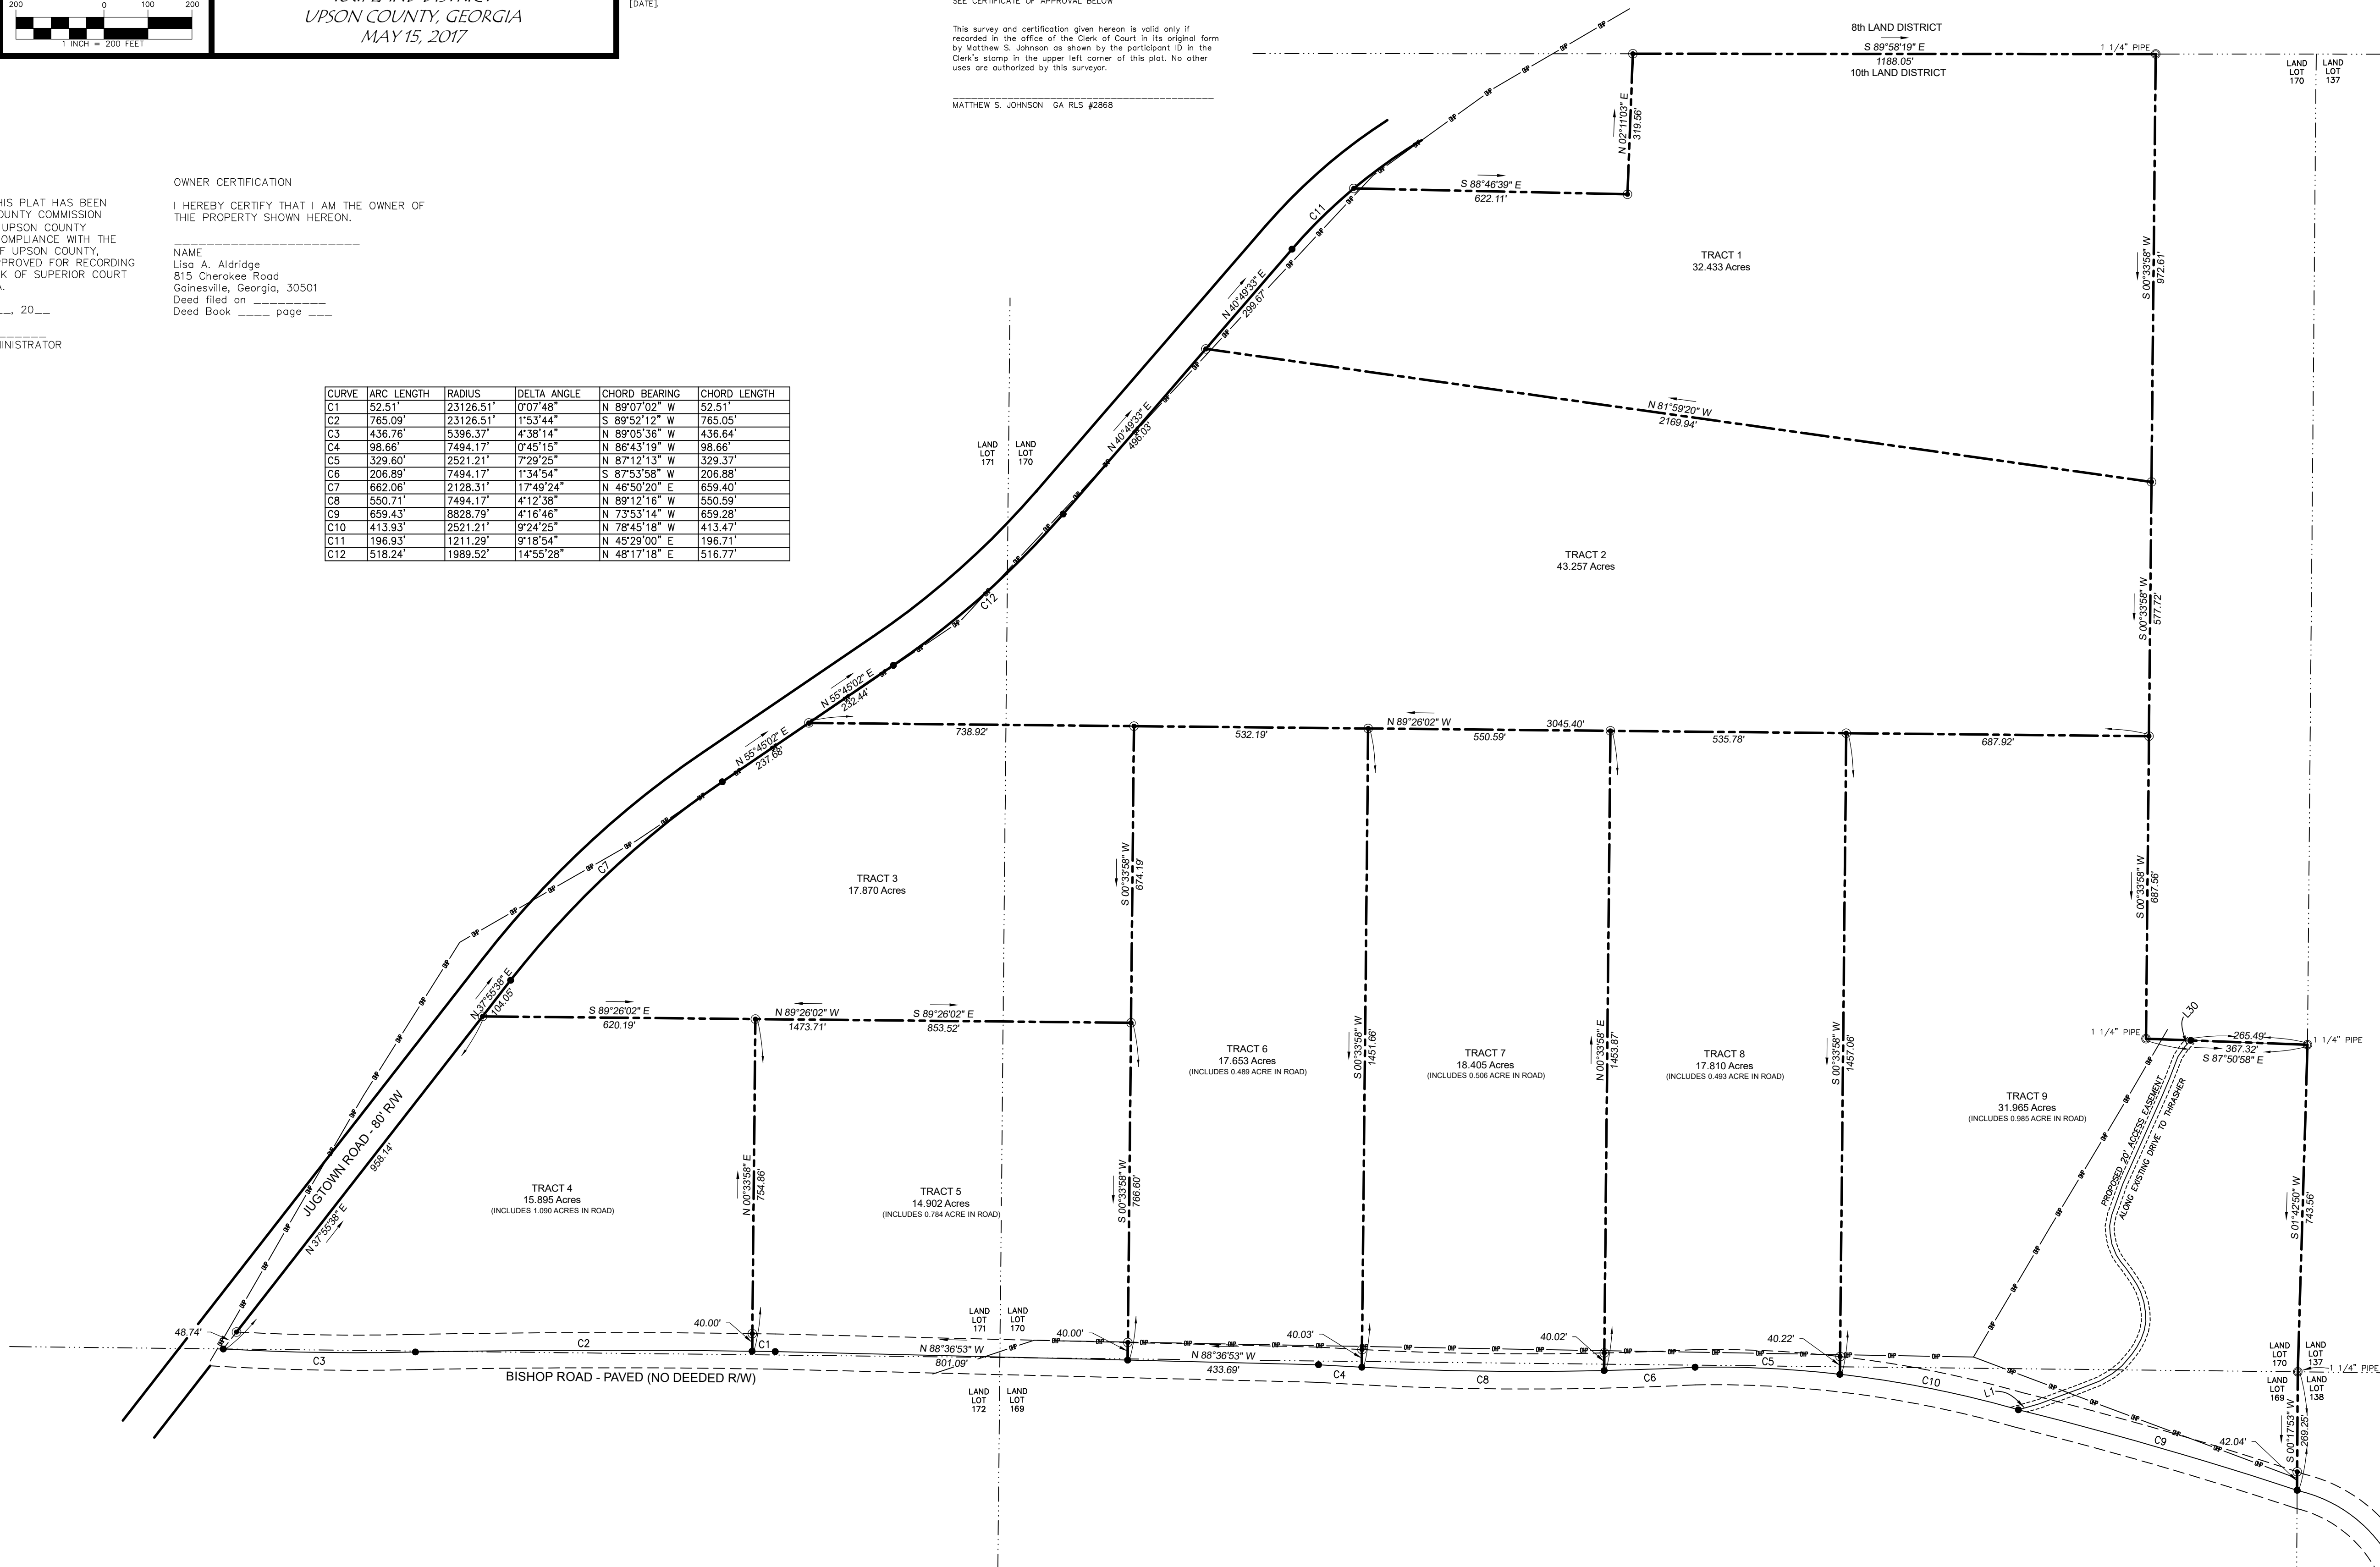 200 0 100 200
1 INCH = 200 FEET
UPSON COUNTY, GEORGIA
MAY 15, 2017
[DATE].
SEE CERTIFICATE OF APPROVAL BELOW
This survey and certification given hereon is valid only if
recorded in the office of the Clerk of Court in its original form
by Matthew S. Johnson as shown by the participant ID in the
Clerk's stamp in the upper left corner of this plat. No other
uses are authorized by this surveyor.
MATTHEW S. JOHNSON GA RLS #2868
HIS PLAT HAS BEEN
OUNTY COMMISSION
UPSON COUNTY
OMPLIANCE WITH THE
F UPSON COUNTY,
PPROVED FOR RECORDING
K OF SUPERIOR COURT
A.
__, 20__
INISTRATOR
OWNER CERTIFICATION
I HEREBY CERTIFY THAT I AM THE OWNER OF
THIE PROPERTY SHOWN HEREON.
NAME
Lisa A. Aldridge
815 Cherokee Road
Gainesville, Georgia, 30501
Deed filed on _________
Deed Book ____ page ___
CURVE ARC LENGTH RADIUS DELTA ANGLE CHORD BEARING CHORD LENGTH
C1 52.51' 23126.51' 0°07'48" N 89°07'02" W 52.51'
C2 765.09' 23126.51' 1°53'44" S 89°52'12" W 765.05'
C3 436.76' 5396.37' 4°38'14" N 89°05'36" W 436.64'
C4 98.66' 7494.17' 0°45'15" N 86°43'19" W 98.66'
C5 329.60' 2521.21' 7°29'25" N 87°12'13" W 329.37'
C6 206.89' 7494.17' 1°34'54" S 87°53'58" W 206.88'
C7 662.06' 2128.31' 17°49'24" N 46°50'20" E 659.40'
C8 550.71' 7494.17' 4°12'38" N 89°12'16" W 550.59'
C9 659.43' 8828.79' 4°16'46" N 73°53'14" W 659.28'
C10 413.93' 2521.21' 9°24'25" N 78°45'18" W 413.47'
C11 196.93' 1211.29' 9°18'54" N 45°29'00" E 196.71'
C12 518.24' 1989.52' 14°55'28" N 48°17'18" E 516.77'
8th LAND DISTRICT
S 89°58'19" E
1188.05'
10th LAND DISTRICT
1 1/4" PIPE
LAND LOT 170
LAND LOT 137
N 02°11'03" E
319.56'
S 88°46'39" E
622.11'
C11
TRACT 1
32.433 Acres
S 00°33'58" W
972.61'
N 40°49'33" E
299.67'
N 81°59'20" W
2169.94'
N 40°49'33" E
496.03'
LAND LOT 171
LAND LOT 170
TRACT 2
43.257 Acres
S 00°33'58" W
577.72'
C12
N 55°45'02" E
232.44'
N 55°45'02" E
237.68'
738.92'
532.19'
N 89°26'02" W
3045.40'
550.59'
535.78'
687.92'
C7
TRACT 3
17.870 Acres
S 00°33'58" W
674.19'
S 00°33'58" W
687.56'
N 37°55'38" E
104.05'
S 89°26'02" E
620.19'
N 89°26'02" W
1473.71'
S 89°26'02" E
853.52'
L30
1 1/4" PIPE
265.49'
367.32'
S 87°50'58" E
1 1/4" PIPE
TRACT 6
17.653 Acres
(INCLUDES 0.489 ACRE IN ROAD)
S 00°33'58" W
1451.66'
TRACT 7
18.405 Acres
(INCLUDES 0.506 ACRE IN ROAD)
N 00°33'58" E
1453.87'
TRACT 8
17.810 Acres
(INCLUDES 0.493 ACRE IN ROAD)
S 00°33'58" W
1457.06'
TRACT 9
31.965 Acres
(INCLUDES 0.985 ACRE IN ROAD)
PROPOSED 20' ACCESS EASEMENT
ALONG EXISTING DRIVE TO THRASHER
S 01°42'50" W
743.56'
JUGTOWN ROAD - 80' R/W
958.14'
N 37°55'38" E
TRACT 4
15.895 Acres
(INCLUDES 1.090 ACRES IN ROAD)
N 00°33'58" E
754.86'
TRACT 5
14.902 Acres
(INCLUDES 0.784 ACRE IN ROAD)
S 00°33'58" W
766.60'
48.74'
40.00'
LAND LOT 171
LAND LOT 170
40.00'
40.03'
40.02'
40.22'
C3
C2
C1
N 88°36'53" W
801.09'
N 88°36'53" W
433.69'
C4
C8
C6
C5
C10
L1
C9
42.04'
BISHOP ROAD - PAVED (NO DEEDED R/W)
LAND LOT 172
LAND LOT 169
LAND LOT 170
LAND LOT 137
1 1/4" PIPE
LAND LOT 169
LAND LOT 138
S 00°17'53" W
269.25'